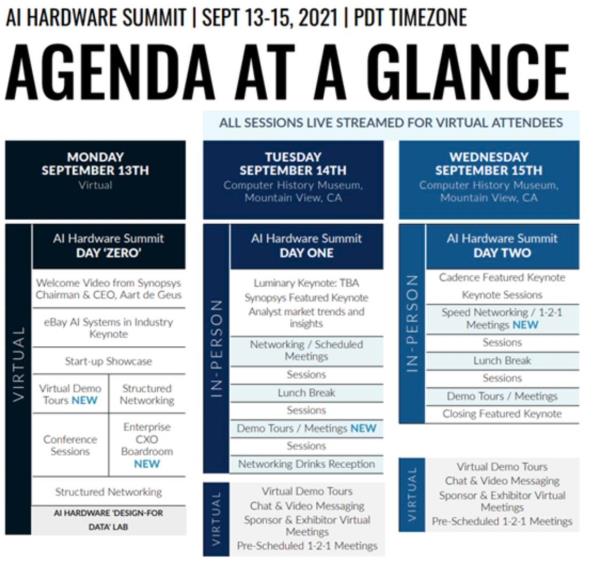 AI HARDWARE SUMMIT | SEPT 13-15, 2021 | PDT TIMEZONE
AGENDA AT A GLANCE
ALL SESSIONS LIVE STREAMED FOR VIRTUAL ATTENDEES
MONDAY
SEPTEMBER 13TH
Virtual
VIRTUAL
AI Hardware Summit
DAY 'ZERO'
Welcome Video from Synopsys
Chairman & CEO, Aart de Geus
eBay AI Systems in Industry
Keynote
Start-up Showcase
Virtual Demo
Tours NEW
Structured
Networking
Conference
Sessions
Enterprise
CXO
Boardroom
NEW
Structured Networking
AI HARDWARE 'DESIGN-FOR
DATA' LAB
TUESDAY
SEPTEMBER 14TH
Computer History Museum,
Mountain View, CA
IN-PERSON
AI Hardware Summit
DAY ONE
Luminary Keynote: TBA
Synopsys Featured Keynote
Analyst market trends and
insights
Networking / Scheduled
Meetings
Sessions
Lunch Break
Sessions
Demo Tours / Meetings NEW
Sessions
Networking Drinks Reception
VIRTUAL
Virtual Demo Tours
Chat & Video Messaging
Sponsor & Exhibitor Virtual
Meetings
Pre-Scheduled 1-2-1 Meetings
WEDNESDAY
SEPTEMBER 15TH
Computer History Museum,
Mountain View, CA
IN-PERSON
AI Hardware Summit
DAY TWO
Cadence Featured Keynote
Keynote Sessions
Speed Networking / 1-2-1
Meetings NEW
Sessions
Lunch Break
Sessions
Demo Tours / Meetings
Closing Featured Keynote
VIRTUAL
Virtual Demo Tours
Chat & Video Messaging
Sponsor & Exhibitor Virtual
Meetings
Pre-Scheduled 1-2-1 Meetings